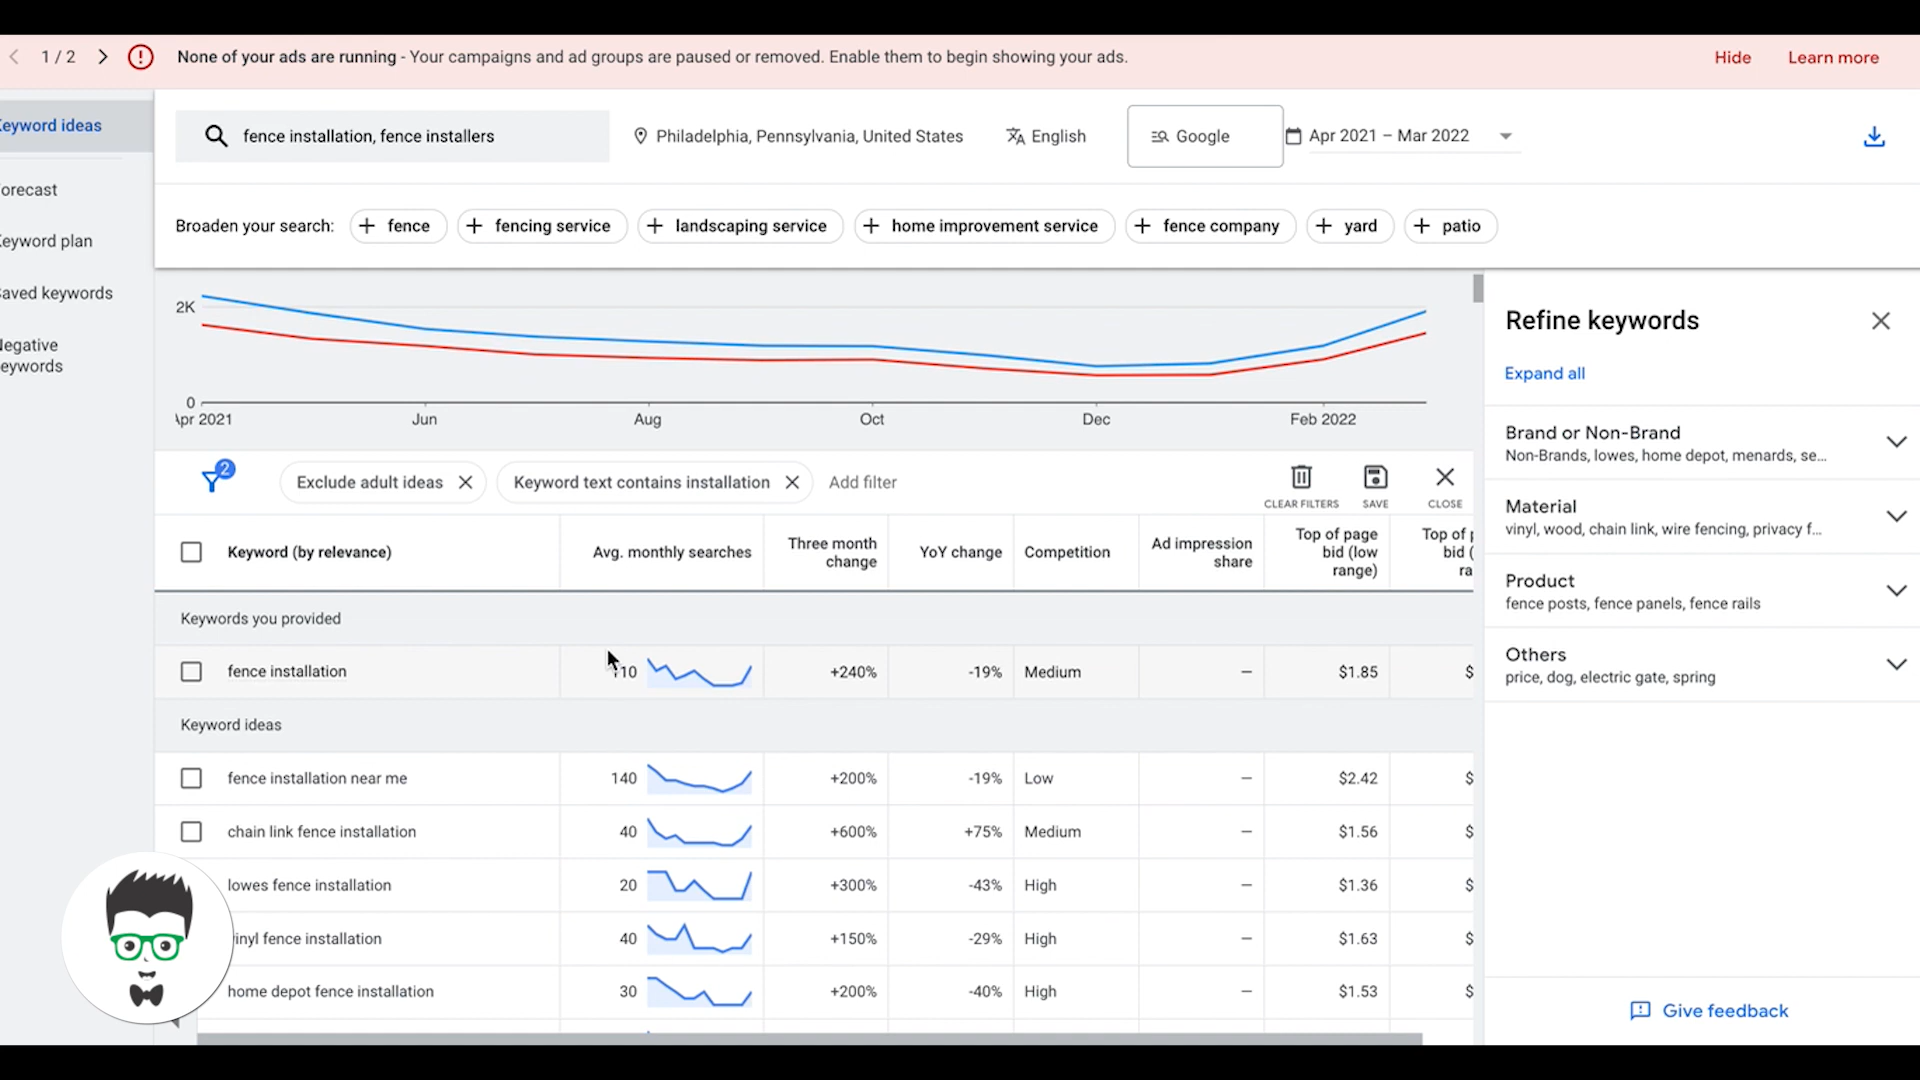 1 / 2
None of your ads are running - Your campaigns and ad groups are paused or removed. Enable them to begin showing your ads.
Hide
Learn more
Keyword ideas
Forecast
Keyword plan
Saved keywords
Negative
keywords
fence installation, fence installers
Philadelphia, Pennsylvania, United States
English
Google
Apr 2021 – Mar 2022
Broaden your search:
fence
fencing service
landscaping service
home improvement service
fence company
yard
patio
2K
0
Apr 2021
Jun
Aug
Oct
Dec
Feb 2022
2
Exclude adult ideas
Keyword text contains installation
Add filter
CLEAR FILTERS
SAVE
CLOSE
Keyword (by relevance)
Avg. monthly searches
Three month
change
YoY change
Competition
Ad impression
share
Top of page
bid (low
range)
Top of p
bid (
ra
Keywords you provided
fence installation
10
+240%
-19%
Medium
–
$1.85
$
Keyword ideas
fence installation near me
140
+200%
-19%
Low
–
$2.42
$
chain link fence installation
40
+600%
+75%
Medium
–
$1.56
$
lowes fence installation
20
+300%
-43%
High
–
$1.36
$
vinyl fence installation
40
+150%
-29%
High
–
$1.63
$
home depot fence installation
30
+200%
-40%
High
–
$1.53
$
Refine keywords
Expand all
Brand or Non-Brand
Non-Brands, lowes, home depot, menards, se...
Material
vinyl, wood, chain link, wire fencing, privacy f...
Product
fence posts, fence panels, fence rails
Others
price, dog, electric gate, spring
Give feedback